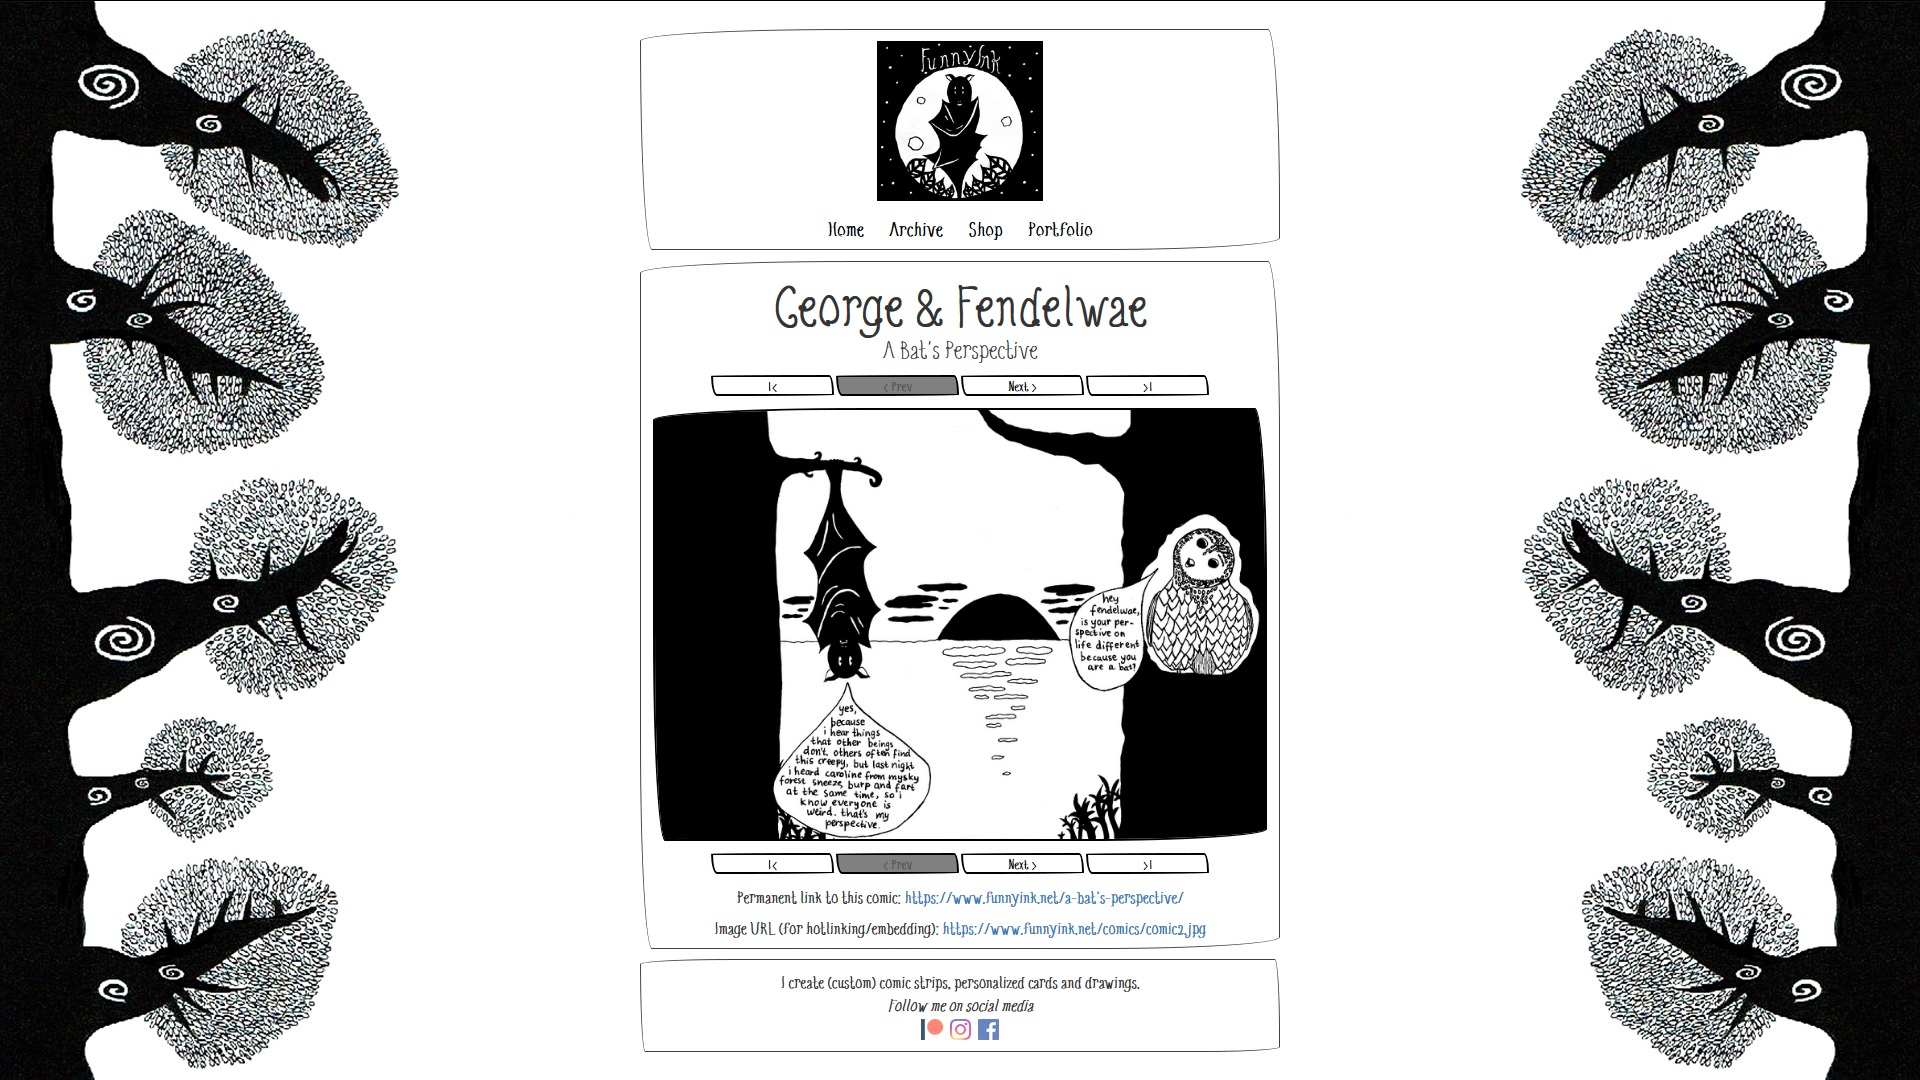 FunnyInk
Home Archive Shop Portfolio
George & Fendelwae
A Bat's Perspective
|< < Prev Next > >|
hey
fendelwae,
is your per-
spective on
life different
because you
are a bat?
yes,
because
i hear things
that other beings
don't. others often find
this creepy, but last night
i heard caroline from mysky
forest sneeze, burp and fart
at the same time, so i
know everyone is
weird. that's my
perspective.
|< < Prev Next > >|
Permanent link to this comic: https://www.funnyink.net/a-bat's-perspective/
Image URL (for hotlinking/embedding): https://www.funnyink.net/comics/comic2.jpg
I create (custom) comic strips, personalized cards and drawings.
Follow me on social media